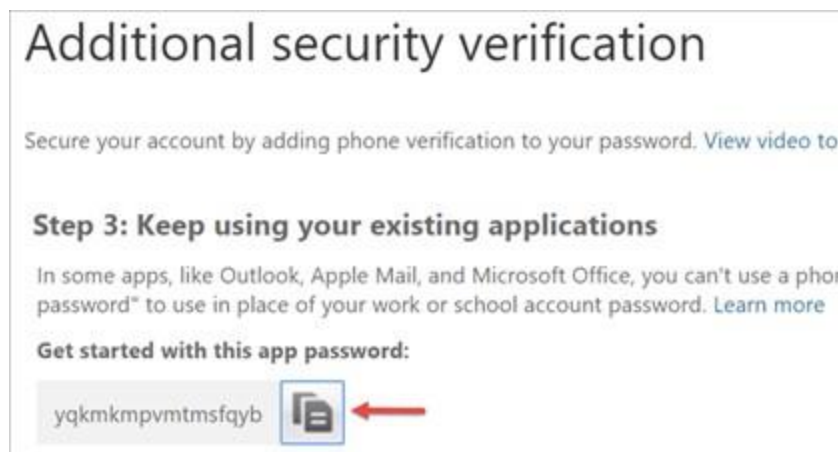 Additional security verification
Secure your account by adding phone verification to your password. View video to
Step 3: Keep using your existing applications
In some apps, like Outlook, Apple Mail, and Microsoft Office, you can't use a phon
password" to use in place of your work or school account password. Learn more
Get started with this app password:
yqkmkmpvmtmsfqyb